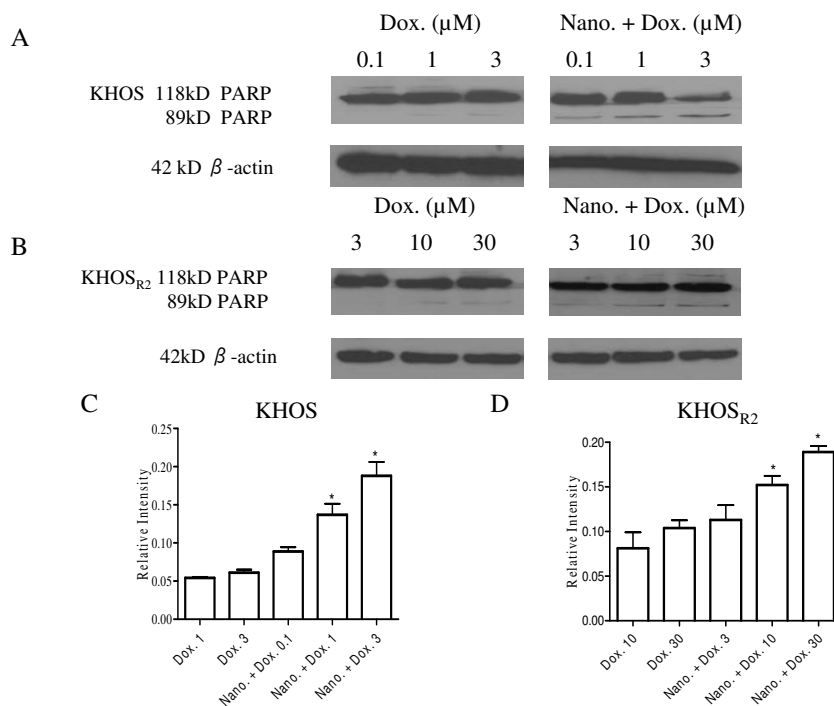 A
Dox. (µM) Nano. + Dox. (µM)
0.1 1 3 0.1 1 3
KHOS 118kD PARP
89kD PARP
42 kD β-actin
Dox. (µM) Nano. + Dox. (µM)
B
3 10 30 3 10 30
KHOSR2 118kD PARP
89kD PARP
42kD β-actin
C
KHOS
Relative Intensity
0.25
0.20
0.15
0.10
0.05
0.00
* *
Dox. 1
Dox. 3
Nano. + Dox. 0.1
Nano. + Dox. 1
Nano. + Dox. 3
D
KHOSR2
Relative Intensity
0.20
0.15
0.10
0.05
0.00
* *
Dox. 10
Dox. 30
Nano. + Dox. 3
Nano. + Dox. 10
Nano. + Dox. 30